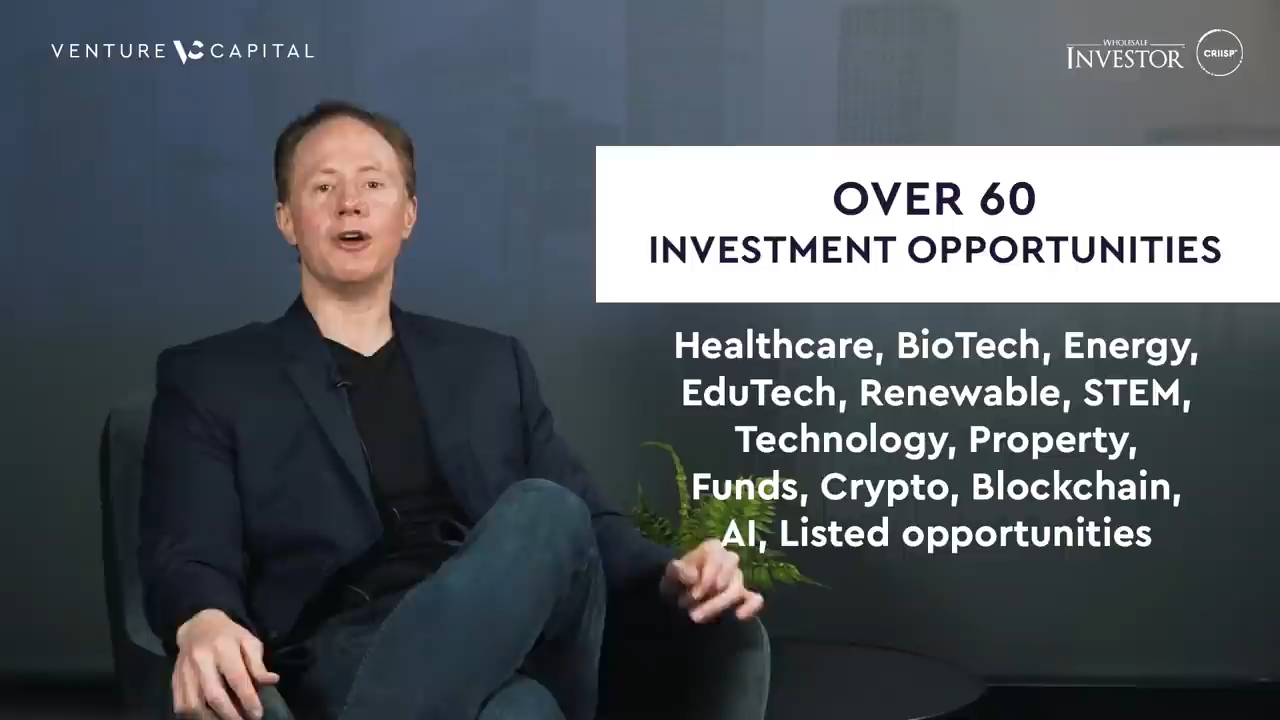 VENTURE VC CAPITAL
WHOLESALE
INVESTOR
CRIISP
OVER 60
INVESTMENT OPPORTUNITIES
Healthcare, BioTech, Energy,
EduTech, Renewable, STEM,
Technology, Property,
Funds, Crypto, Blockchain,
AI, Listed opportunities